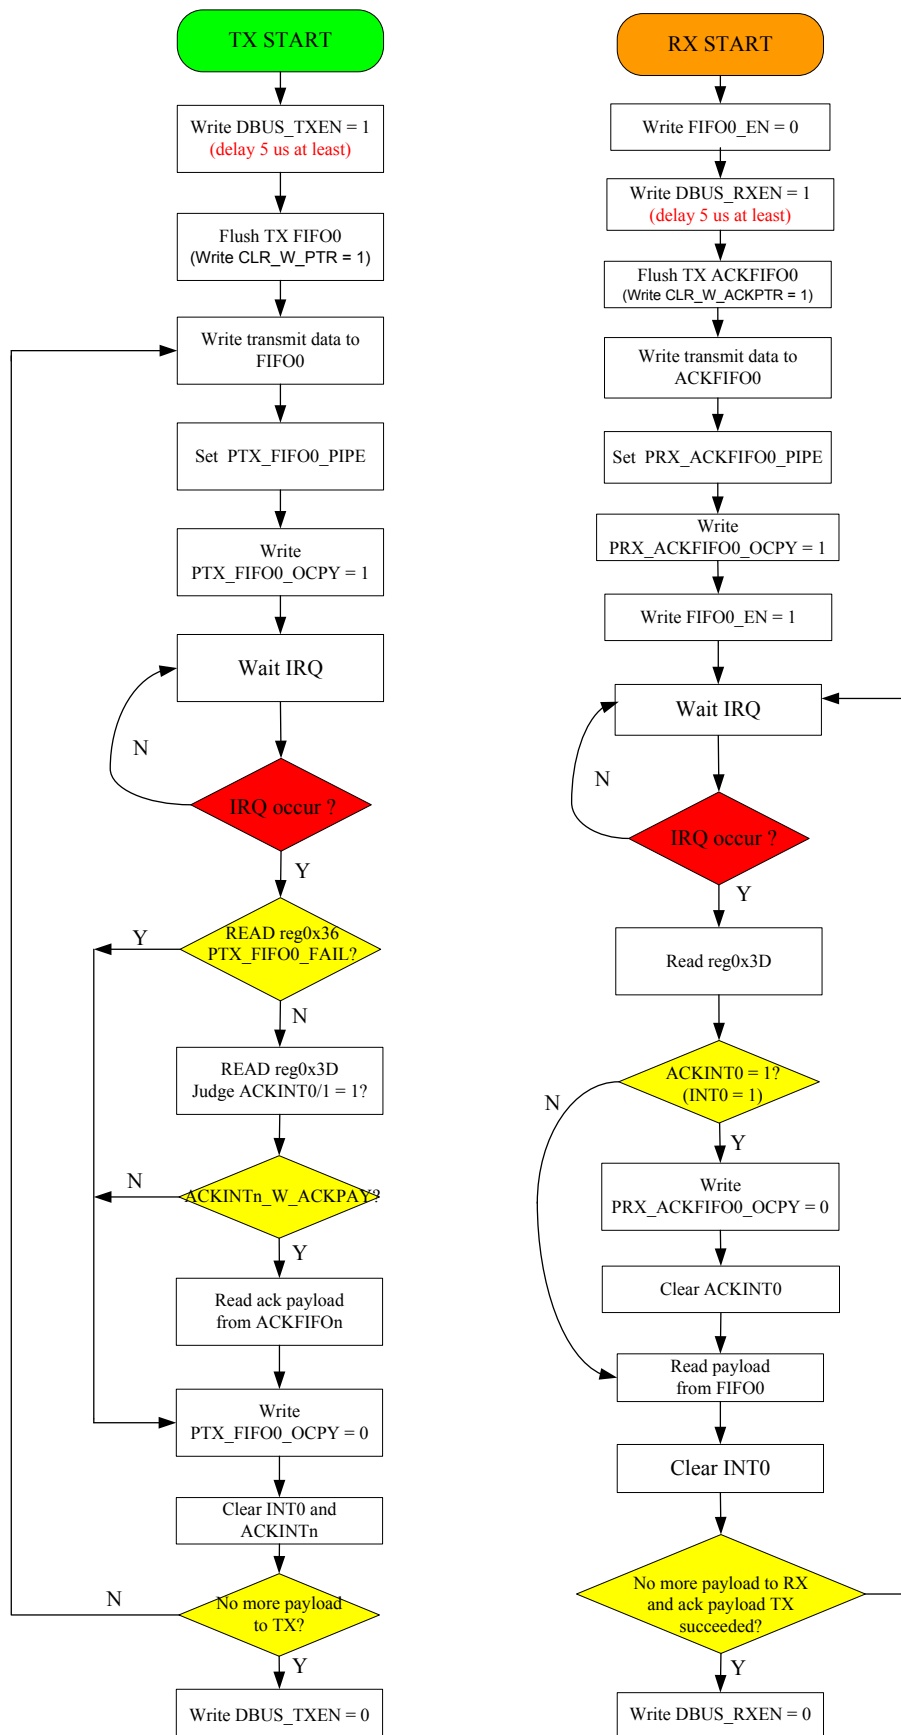 TX START
Write DBUS_TXEN = 1
(delay 5 us at least)
Flush TX FIFO0
(Write CLR_W_PTR = 1)
Write transmit data to
FIFO0
Set PTX_FIFO0_PIPE
Write
PTX_FIFO0_OCPY = 1
Wait IRQ
N
IRQ occur ?
Y
READ reg0x36
PTX_FIFO0_FAIL?
Y
N
READ reg0x3D
Judge ACKINT0/1 = 1?
ACKINTn_W_ACKPAY?
N
Y
Read ack payload
from ACKFIFOn
Write
PTX_FIFO0_OCPY = 0
Clear INT0 and
ACKINTn
No more payload
to TX?
N
Y
Write DBUS_TXEN = 0
RX START
Write FIFO0_EN = 0
Write DBUS_RXEN = 1
(delay 5 us at least)
Flush TX ACKFIFO0
(Write CLR_W_ACKPTR = 1)
Write transmit data to
ACKFIFO0
Set PRX_ACKFIFO0_PIPE
Write
PRX_ACKFIFO0_OCPY = 1
Write FIFO0_EN = 1
Wait IRQ
N
IRQ occur ?
Y
Read reg0x3D
ACKINT0 = 1?
(INT0 = 1)
N
Y
Write
PRX_ACKFIFO0_OCPY = 0
Clear ACKINT0
Read payload
from FIFO0
Clear INT0
No more payload to RX
and ack payload TX
succeeded?
Y
Write DBUS_RXEN = 0